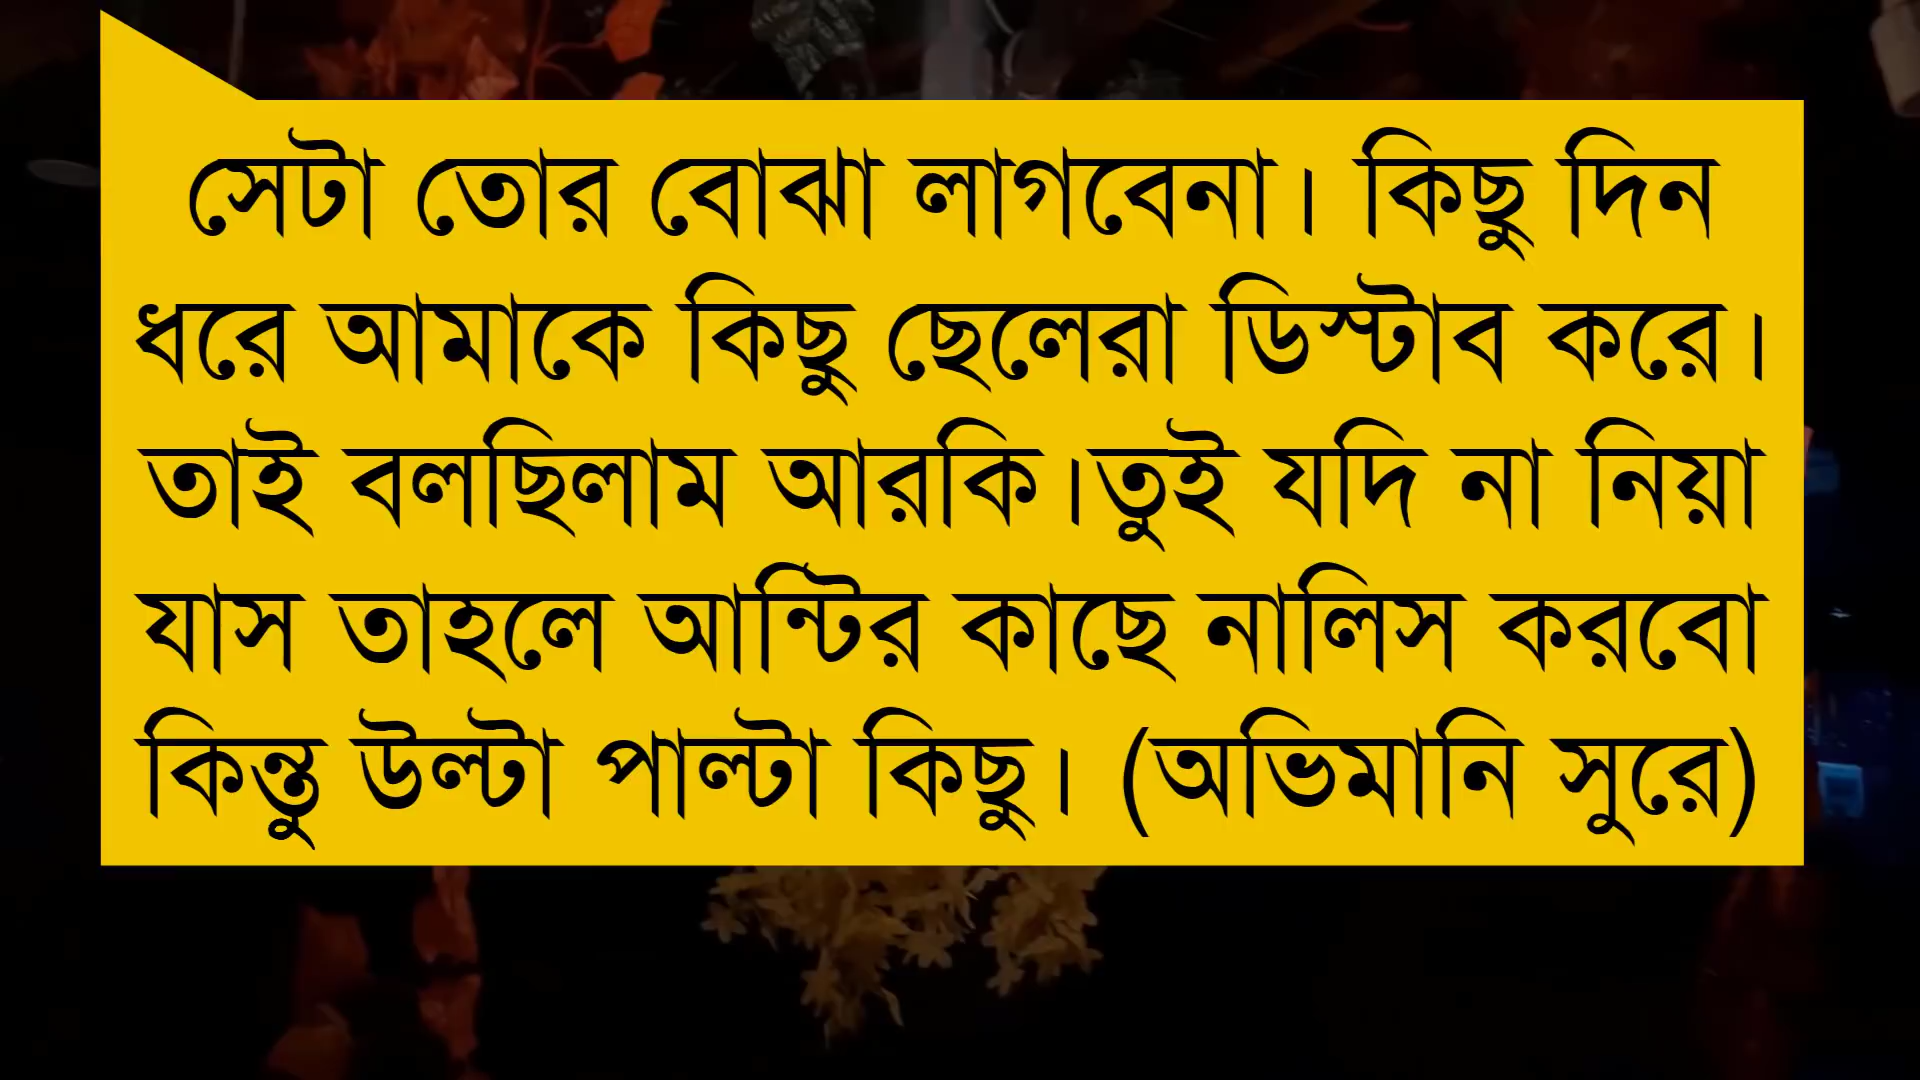 সেটা তোর বোঝা লাগবেনা। কিছু দিন
ধরে আমাকে কিছু ছেলেরা ডিস্টাব করে।
তাই বলছিলাম আরকি।তুই যদি না নিয়া
যাস তাহলে আন্টির কাছে নালিস করবো
কিন্তু উল্টা পাল্টা কিছু। (অভিমানি সুরে)